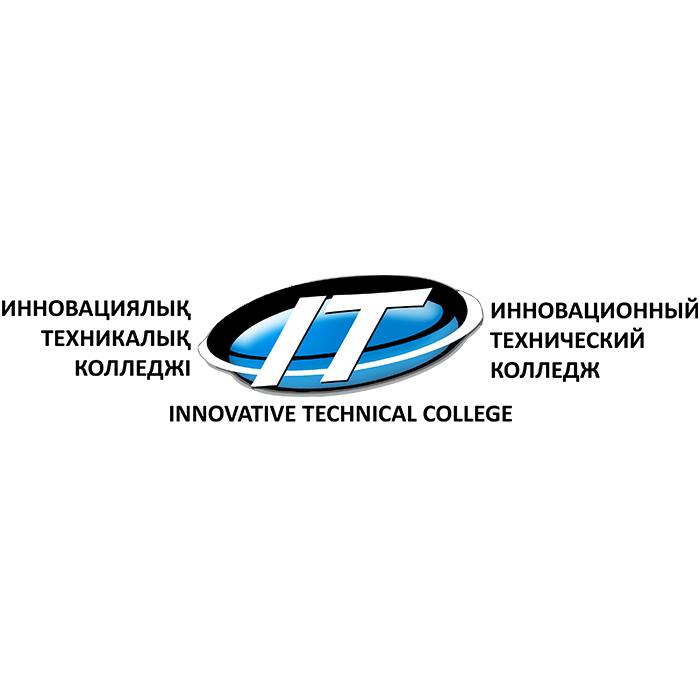 ИННОВАЦИЯЛЫҚ
ТЕХНИКАЛЫҚ
КОЛЛЕДЖІ
IT
ИННОВАЦИОННЫЙ
ТЕХНИЧЕСКИЙ
КОЛЛЕДЖ
INNOVATIVE TECHNICAL COLLEGE